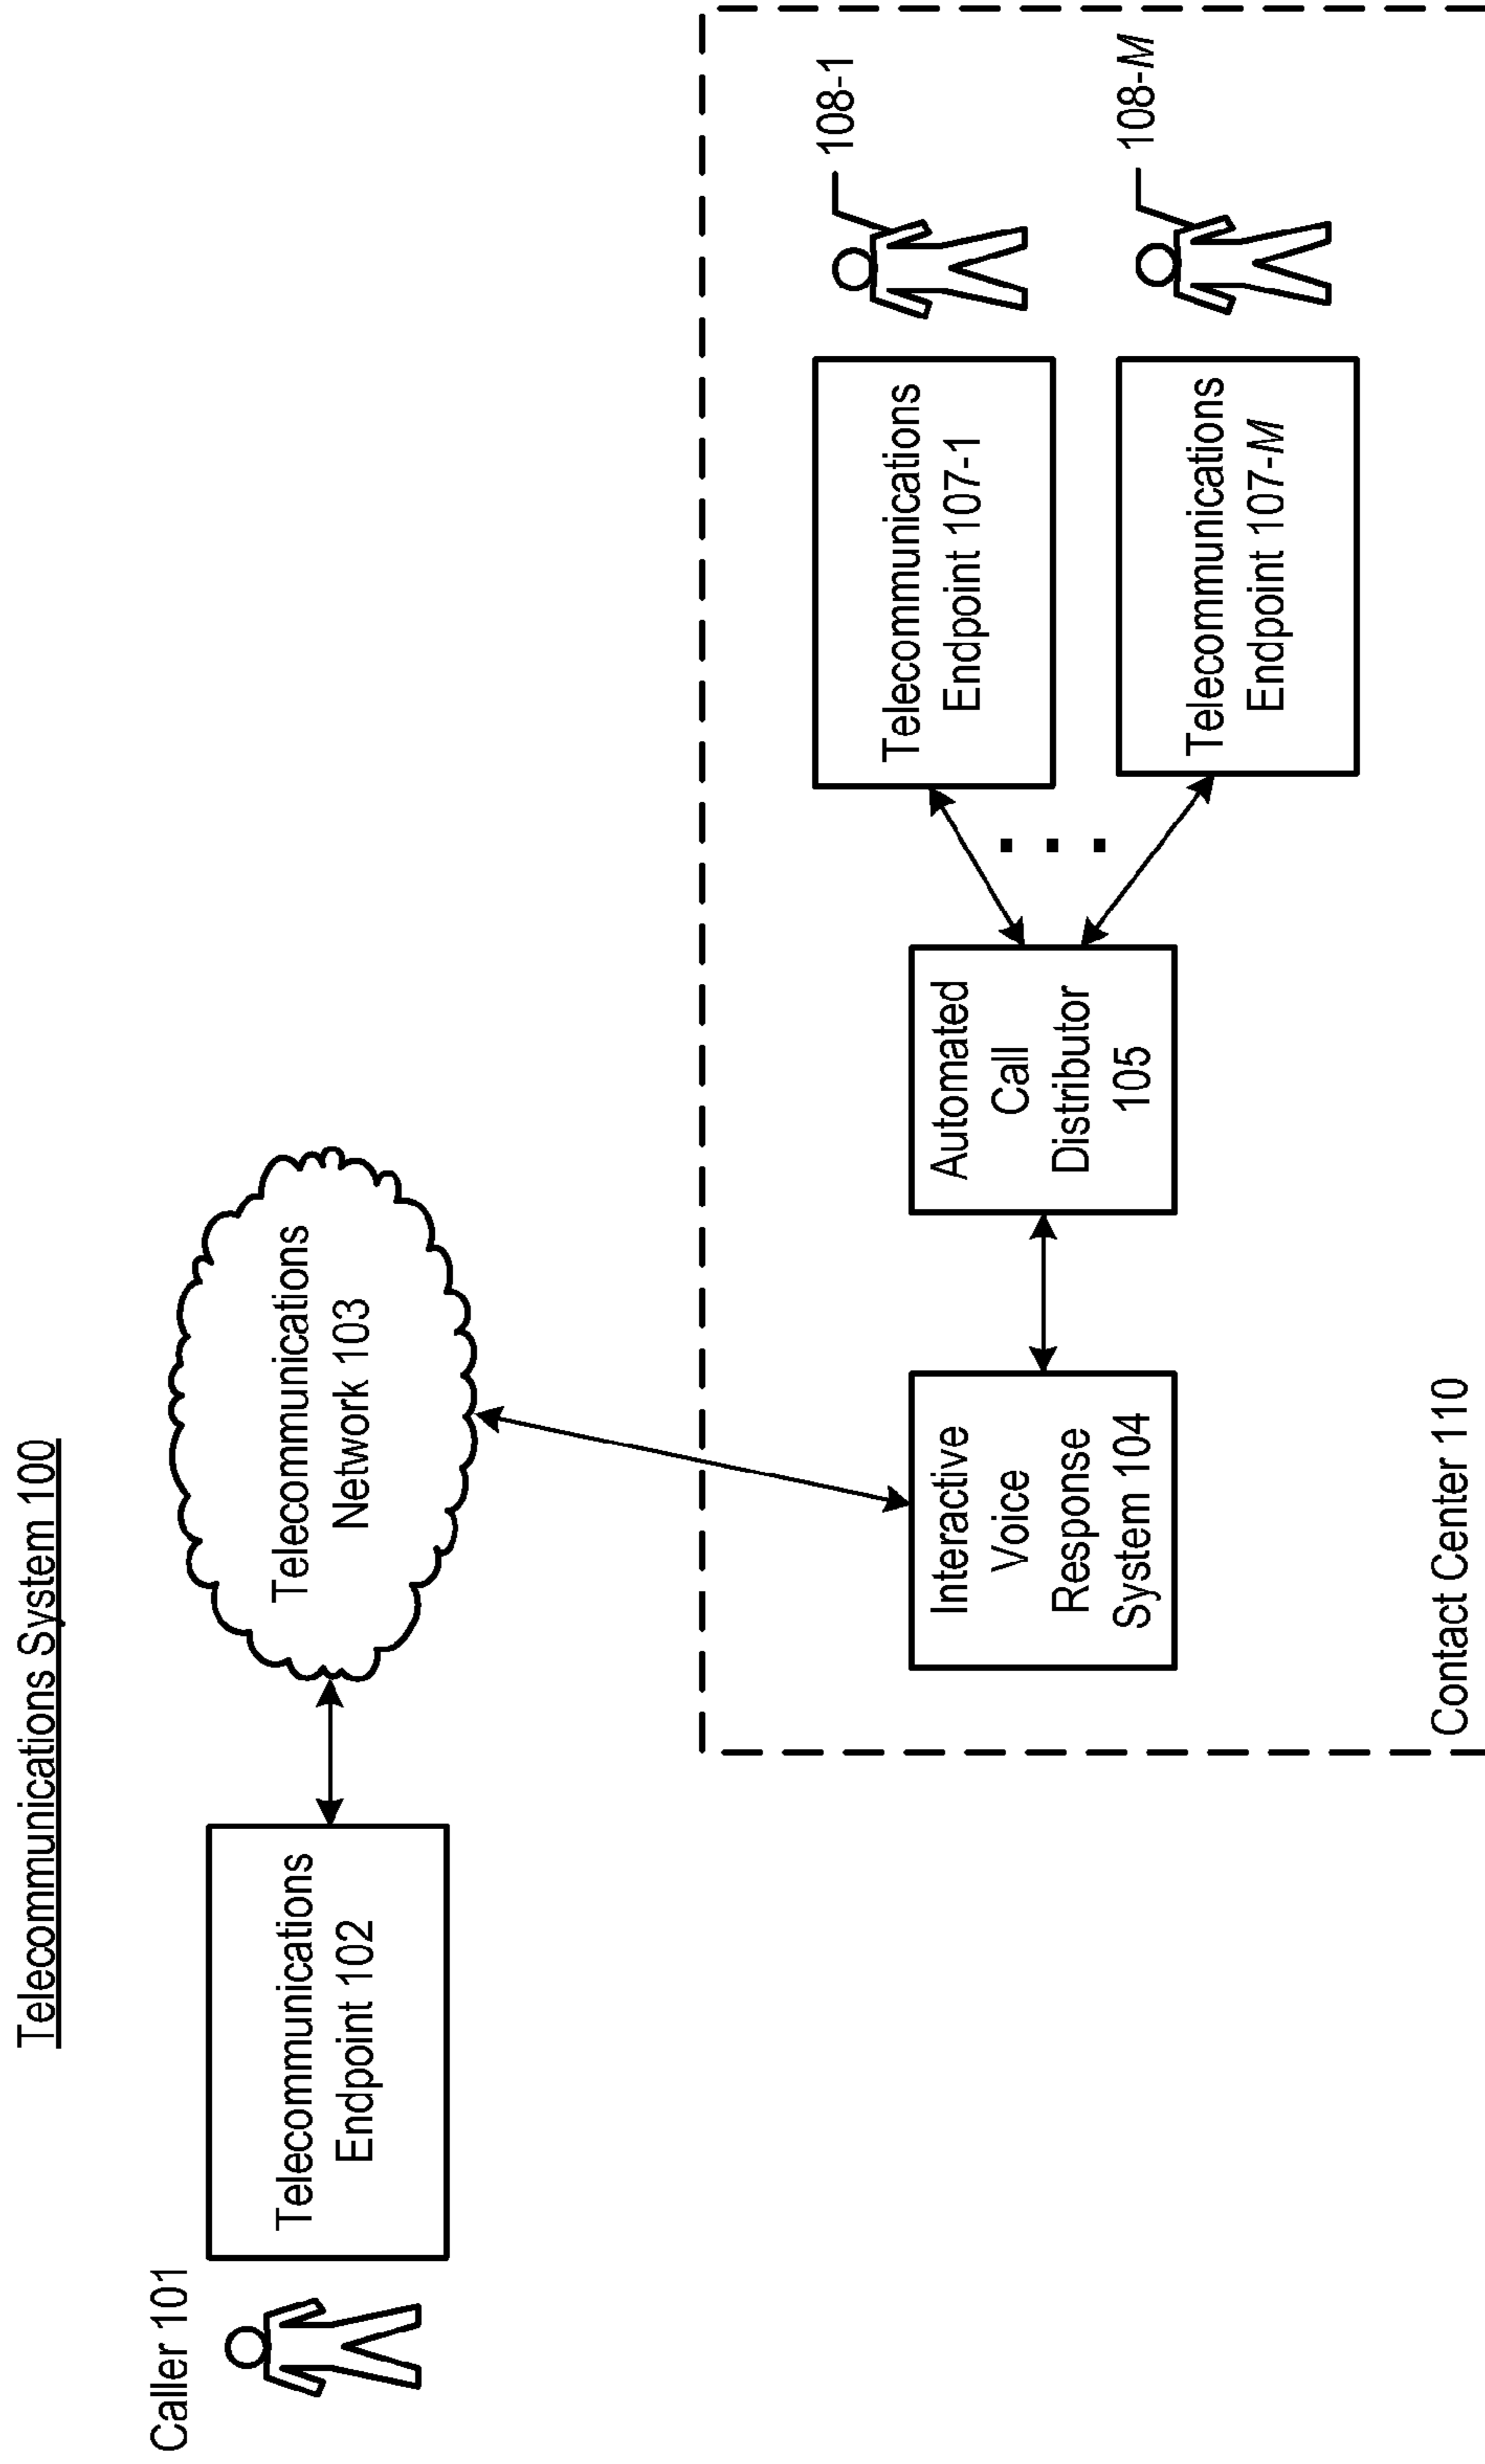 Telecommunications System 100
Caller 101
Telecommunications
Endpoint 102
Telecommunications
Network 103
Interactive
Voice
Response
System 104
Automated
Call
Distributor
105
Telecommunications
Endpoint 107-1
108-1
Telecommunications
Endpoint 107-M
108-M
Contact Center 110